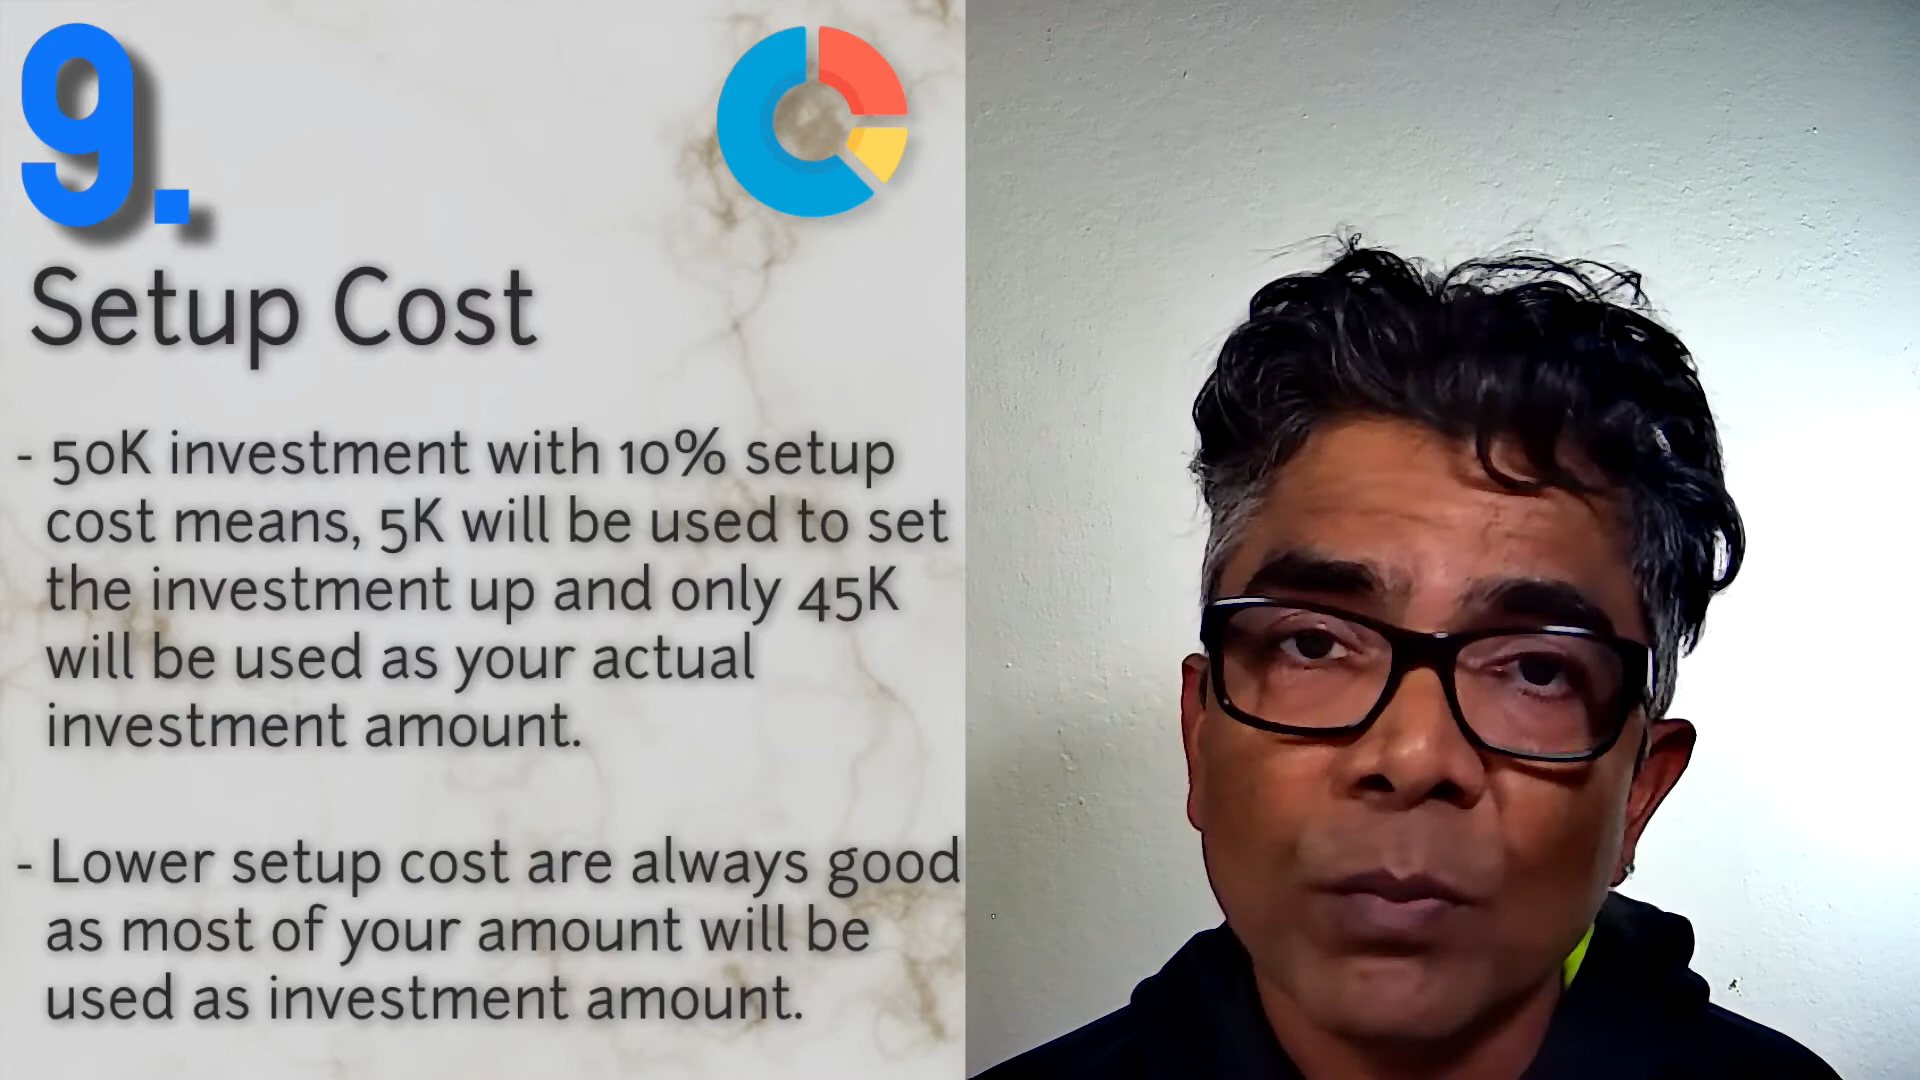 9.
Setup Cost
- 50K investment with 10% setup
cost means, 5K will be used to set
the investment up and only 45K
will be used as your actual
investment amount.
- Lower setup cost are always good
as most of your amount will be
used as investment amount.